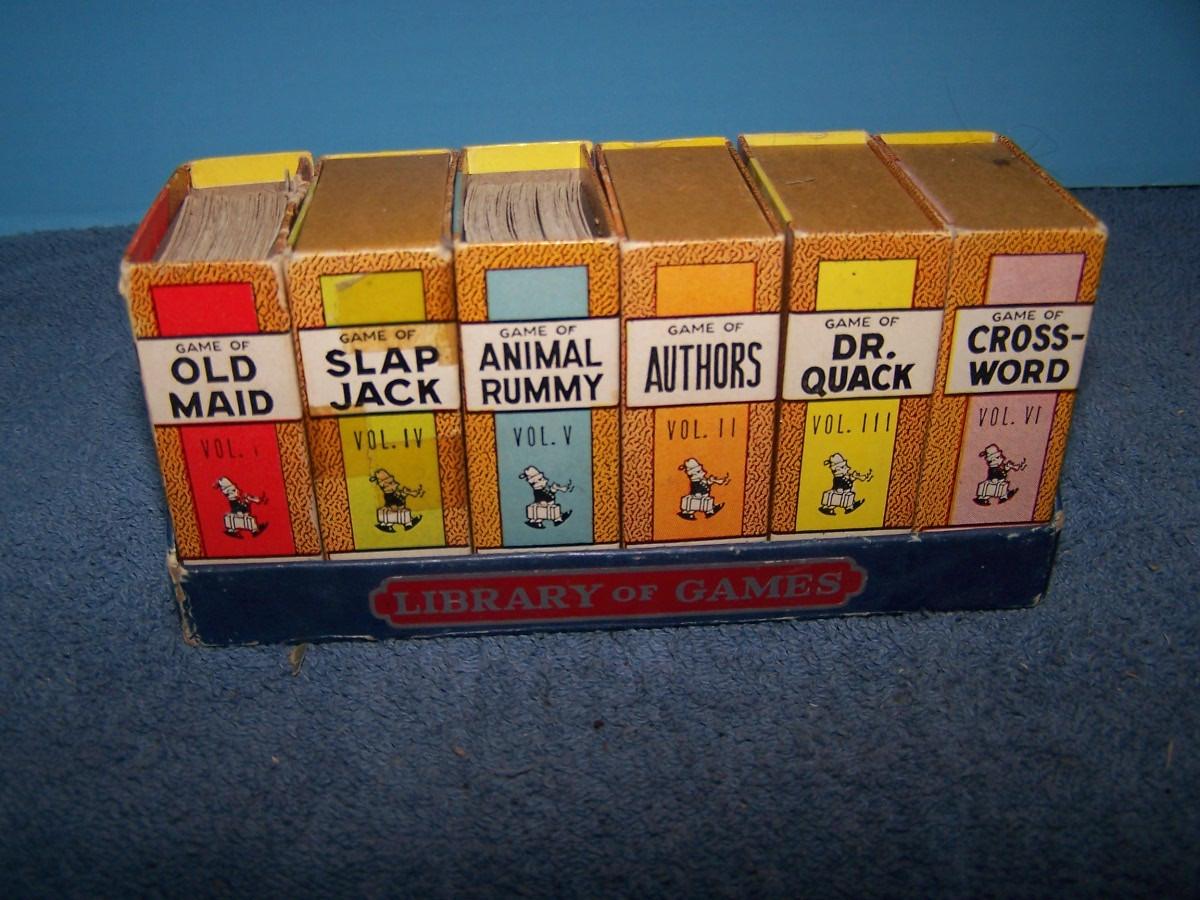 GAME OF
OLD
MAID
VOL. I
GAME OF
SLAP
JACK
VOL. IV
GAME OF
ANIMAL
RUMMY
VOL. V
GAME OF
AUTHORS
VOL. II
GAME OF
DR.
QUACK
VOL. III
GAME OF
CROSS-
WORD
VOL. VI
LIBRARY OF GAMES